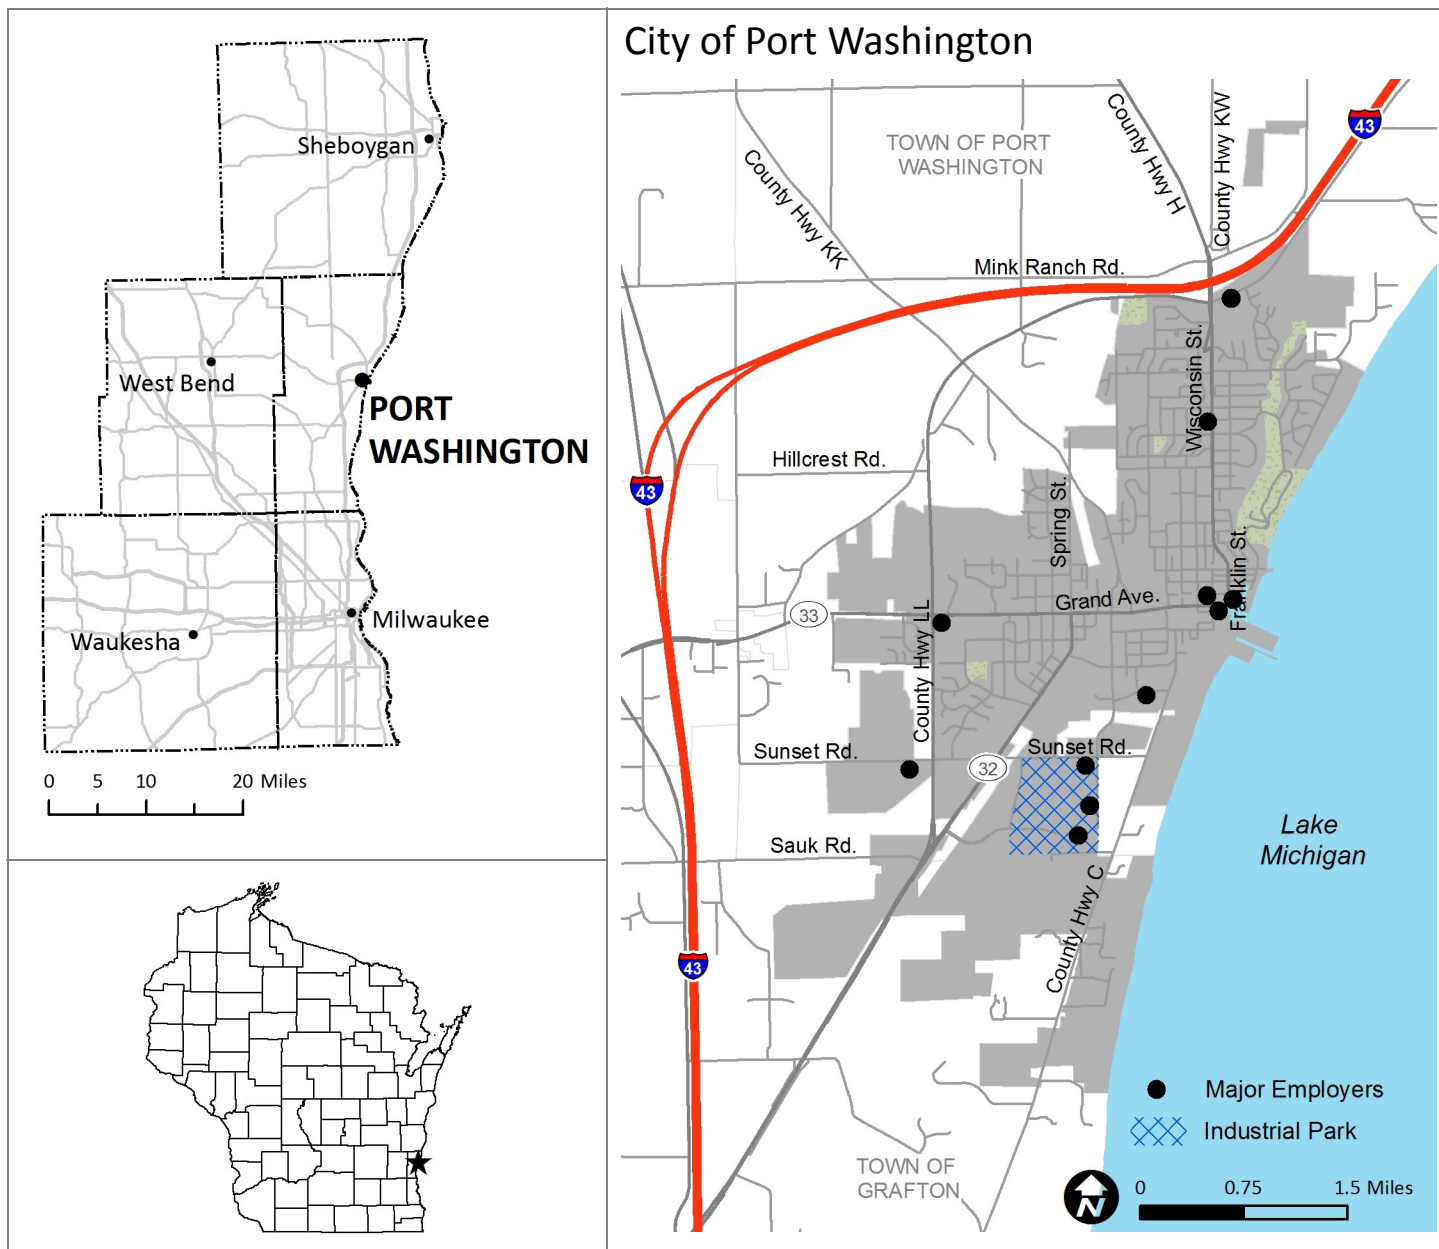 Sheboygan
West Bend
PORT
WASHINGTON
Milwaukee
Waukesha
0 5 10 20 Miles
City of Port Washington
43
TOWN OF PORT
WASHINGTON
County Hwy H
County Hwy KW
County Hwy KK
Mink Ranch Rd.
Wisconsin St.
Hillcrest Rd.
43
Spring St.
Franklin St.
Grand Ave.
33
County Hwy LL
Sunset Rd.
32
Sunset Rd.
Sauk Rd.
Lake
Michigan
County Hwy C
43
Major Employers
Industrial Park
TOWN OF
GRAFTON
N
0 0.75 1.5 Miles